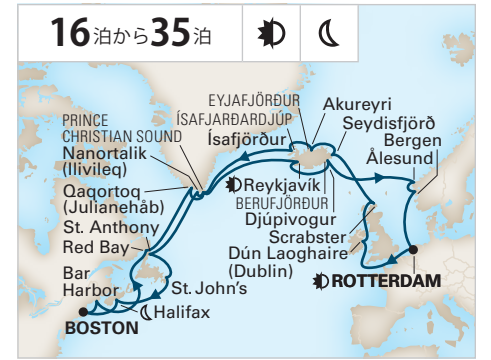 16泊から35泊
EYJAFJÖRÐUR
Akureyri
PRINCE
CHRISTIAN SOUND
ÍSAFJARÐARDJÚP
Seydisfjörð
Nanortalik
(Ilivileq)
Ísafjörður
Bergen
Ålesund
Qaqortoq
(Julianehåb)
Reykjavík
BERUFJÖRÐUR
Djúpivogur
St. Anthony
Scrabster
Red Bay
Dún Laoghaire
(Dublin)
Bar
Harbor
St. John's
ROTTERDAM
Halifax
BOSTON